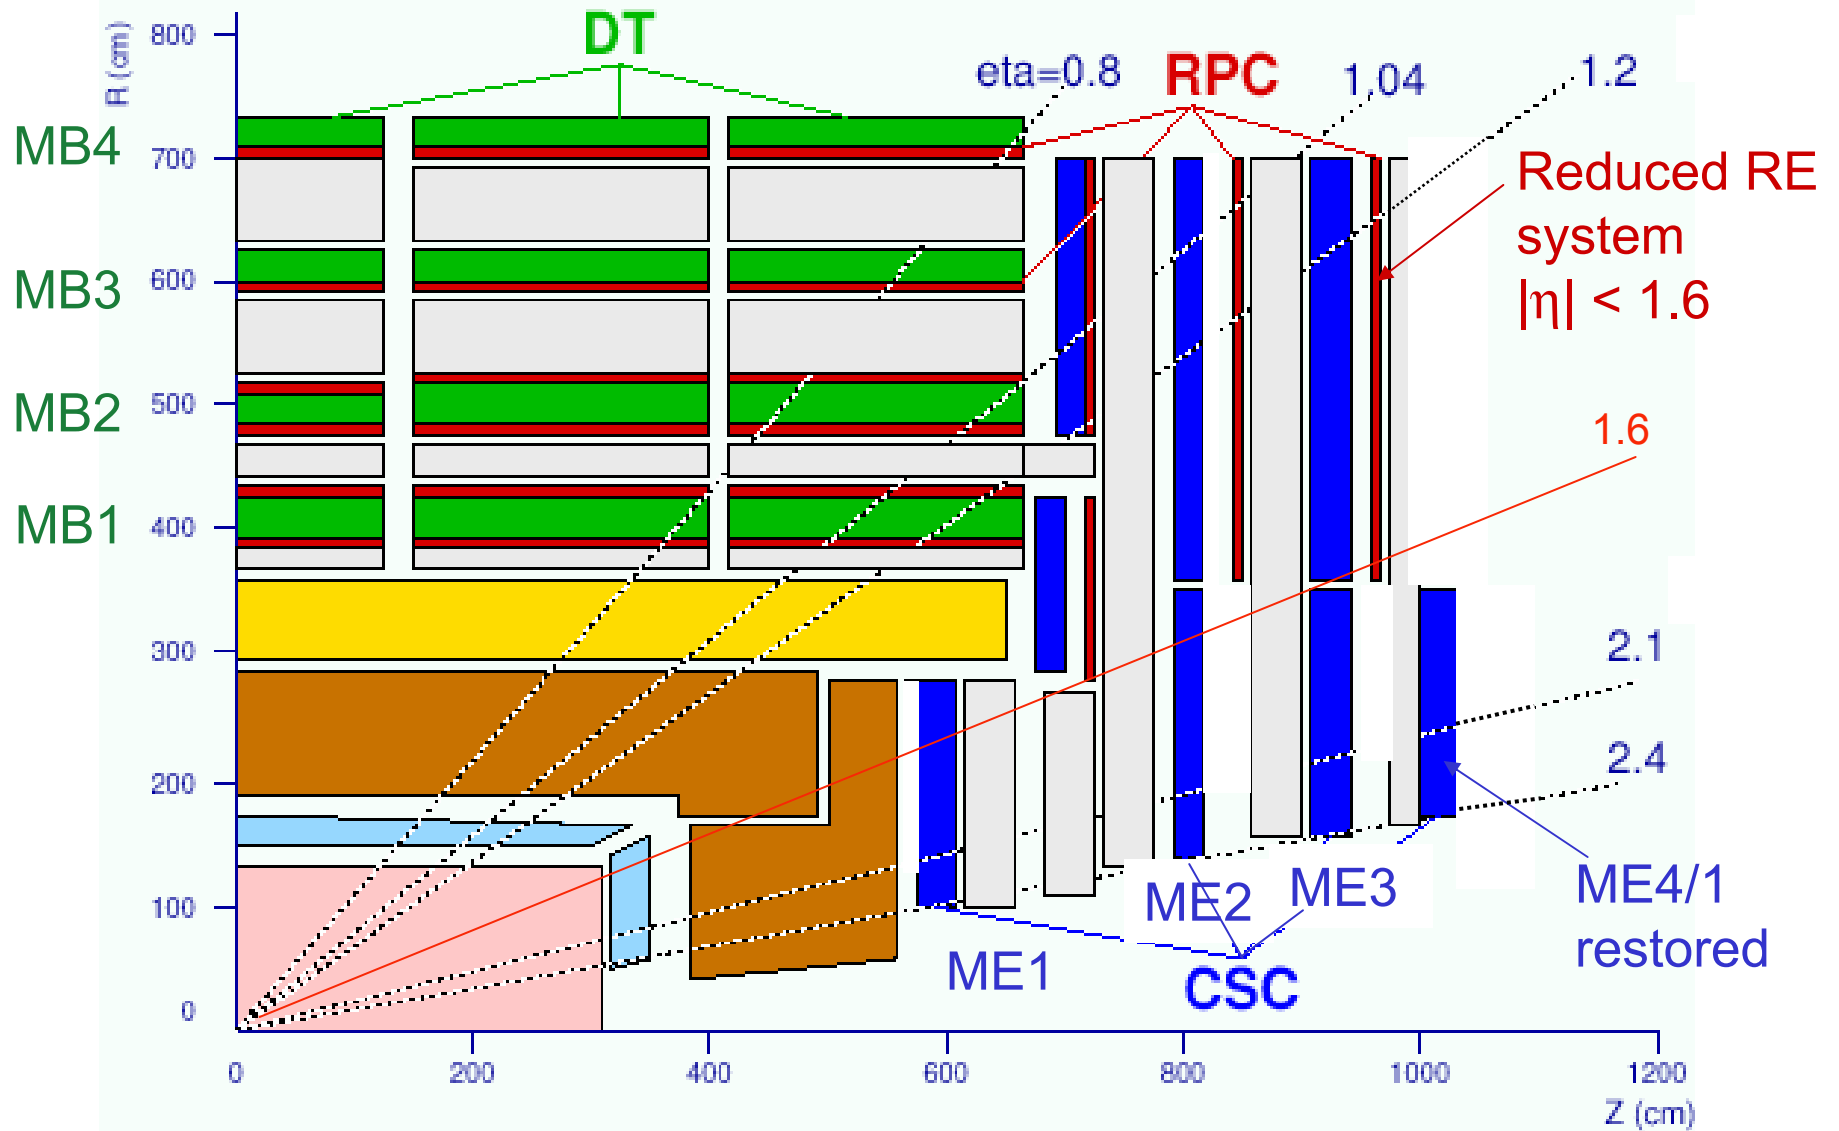 DT
R (cm)
800
eta=0.8
RPC
1.04
1.2
MB4
700
Reduced RE
system
|η| < 1.6
MB3
600
MB2
500
1.6
MB1
400
300
2.1
200
2.4
100
ME2
ME3
ME4/1
restored
ME1
CSC
0
0
200
400
600
800
1000
1200
Z (cm)